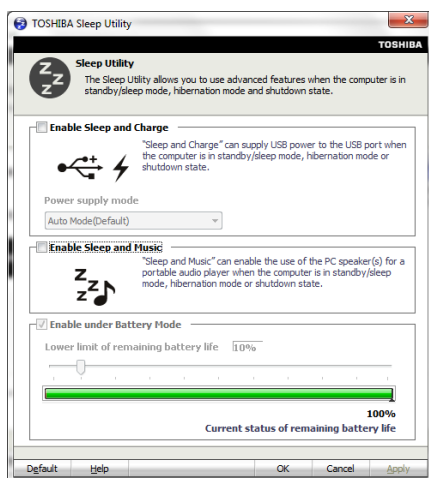 TOSHIBA Sleep Utility
TOSHIBA
Sleep Utility
The Sleep Utility allows you to use advanced features when the computer is in
standby/sleep mode, hibernation mode and shutdown
state.
Enable Sleep and Charge
"Sleep and Charge" can supply USB power to the USB port when
the computer is in standby/sleep mode, hibernation mode or
shutdown state.
Power supply mode
Auto Mode(Default)
Enable Sleep and Music
"Sleep and Music" can enable the use of the PC speaker(s) for a
portable audio player when the computer is in standby/sleep
mode, hibernation mode or shutdown state.
Enable under Battery Mode
Lower limit of remaining battery life 10%
100%
Current status of remaining battery life
Default Help OK Cancel Apply